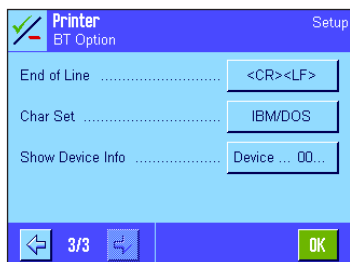 Printer
Setup
BT Option
End of Line ........................ <CR><LF>
Char Set ........................... IBM/DOS
Show Device Info ................... Device ... 00...
3/3
OK